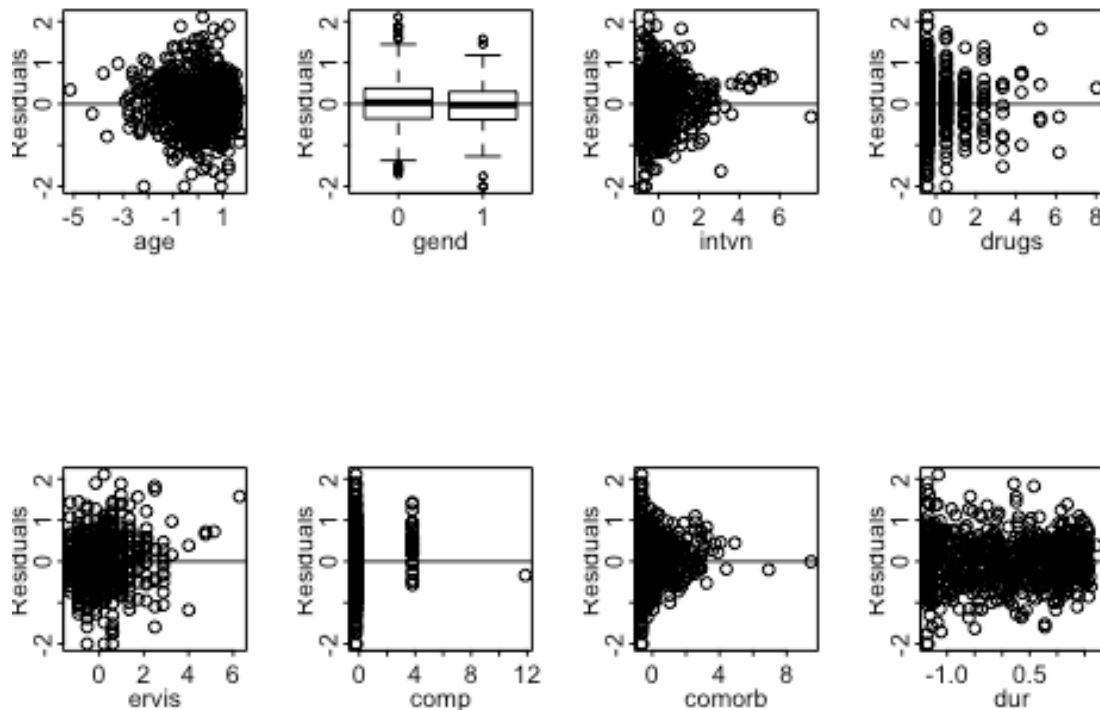 Residuals
2
1
0
-2
-5 -3 -1 1
age
Residuals
2
1
0
-2
0 1
gend
Residuals
2
1
0
-2
0 2 4 6
intvn
Residuals
2
1
0
-2
0 2 4 6 8
drugs
Residuals
2
1
0
-2
0 2 4 6
ervis
Residuals
2
1
0
-2
0 4 8 12
comp
Residuals
2
1
0
-2
0 4 8
comorb
Residuals
2
1
0
-2
-1.0 0.5
dur